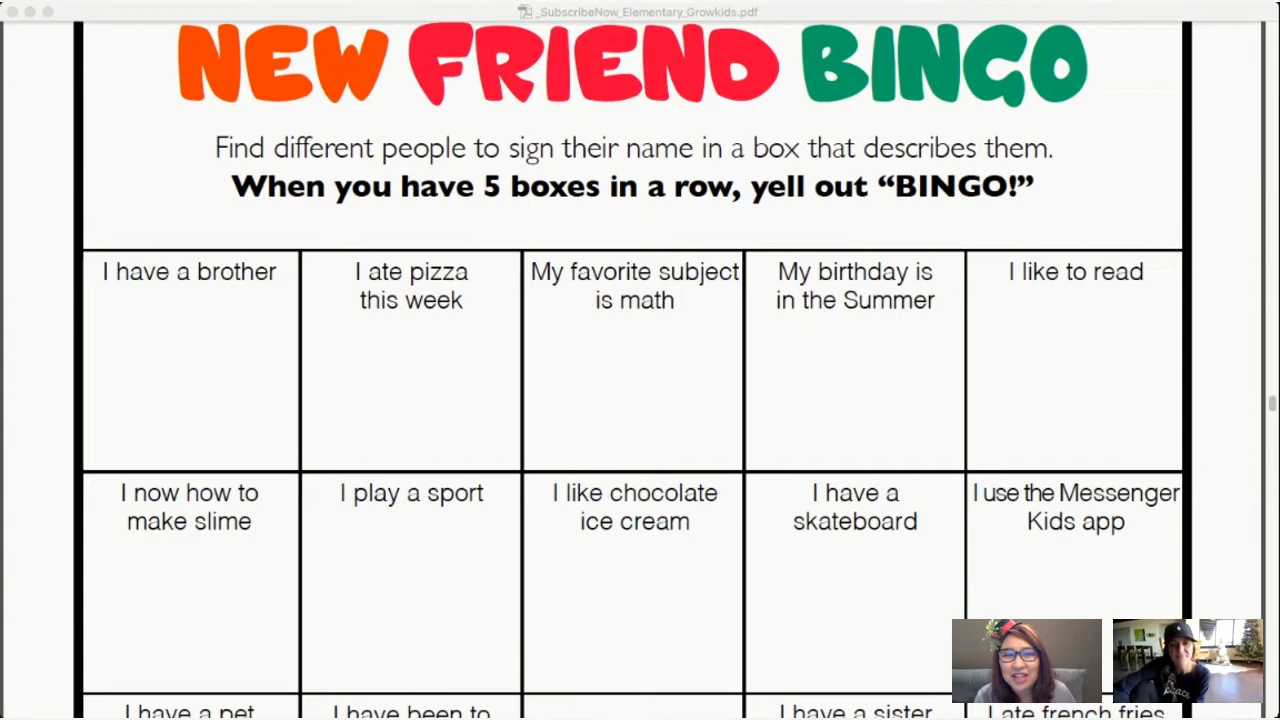 _SubscribeNow_Elementary_Growkids.pdf
NEW FRIEND BINGO
Find different people to sign their name in a box that describes them.
When you have 5 boxes in a row, yell out “BINGO!”
I have a brother
I ate pizza
this week
My favorite subject
is math
My birthday is
in the Summer
I like to read
I now how to
make slime
I play a sport
I like chocolate
ice cream
I have a
skateboard
I use the Messenger
Kids app
I have a pet
I have been to
I have a sister
I ate french fries
peace